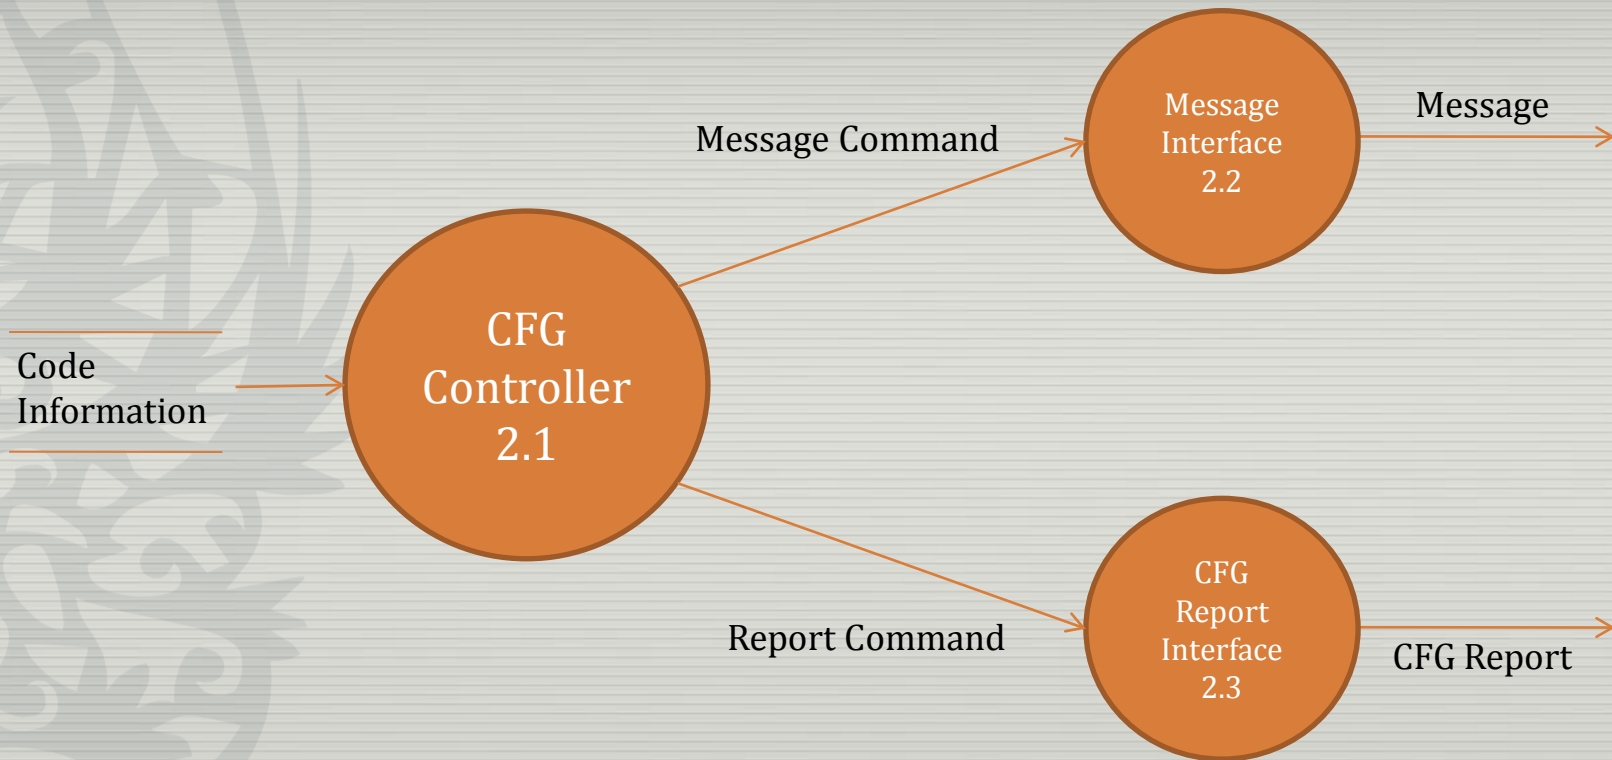 Message
Interface
2.2
Message
Message Command
CFG
Controller
2.1
Code
Information
Report Command
CFG
Report
Interface
2.3
CFG Report